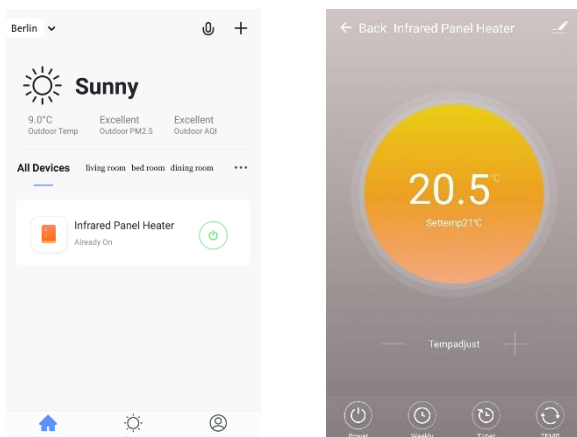 Berlin
Sunny
9.0°C Excellent Excellent
Outdoor Temp Outdoor PM2.5 Outdoor AQI
All Devices living room bed room dining room
Infrared Panel Heater
Already On
Back Infrared Panel Heater
20.5°C
Settemp21°C
Tempadjust
Power Weekly Timer TEMP